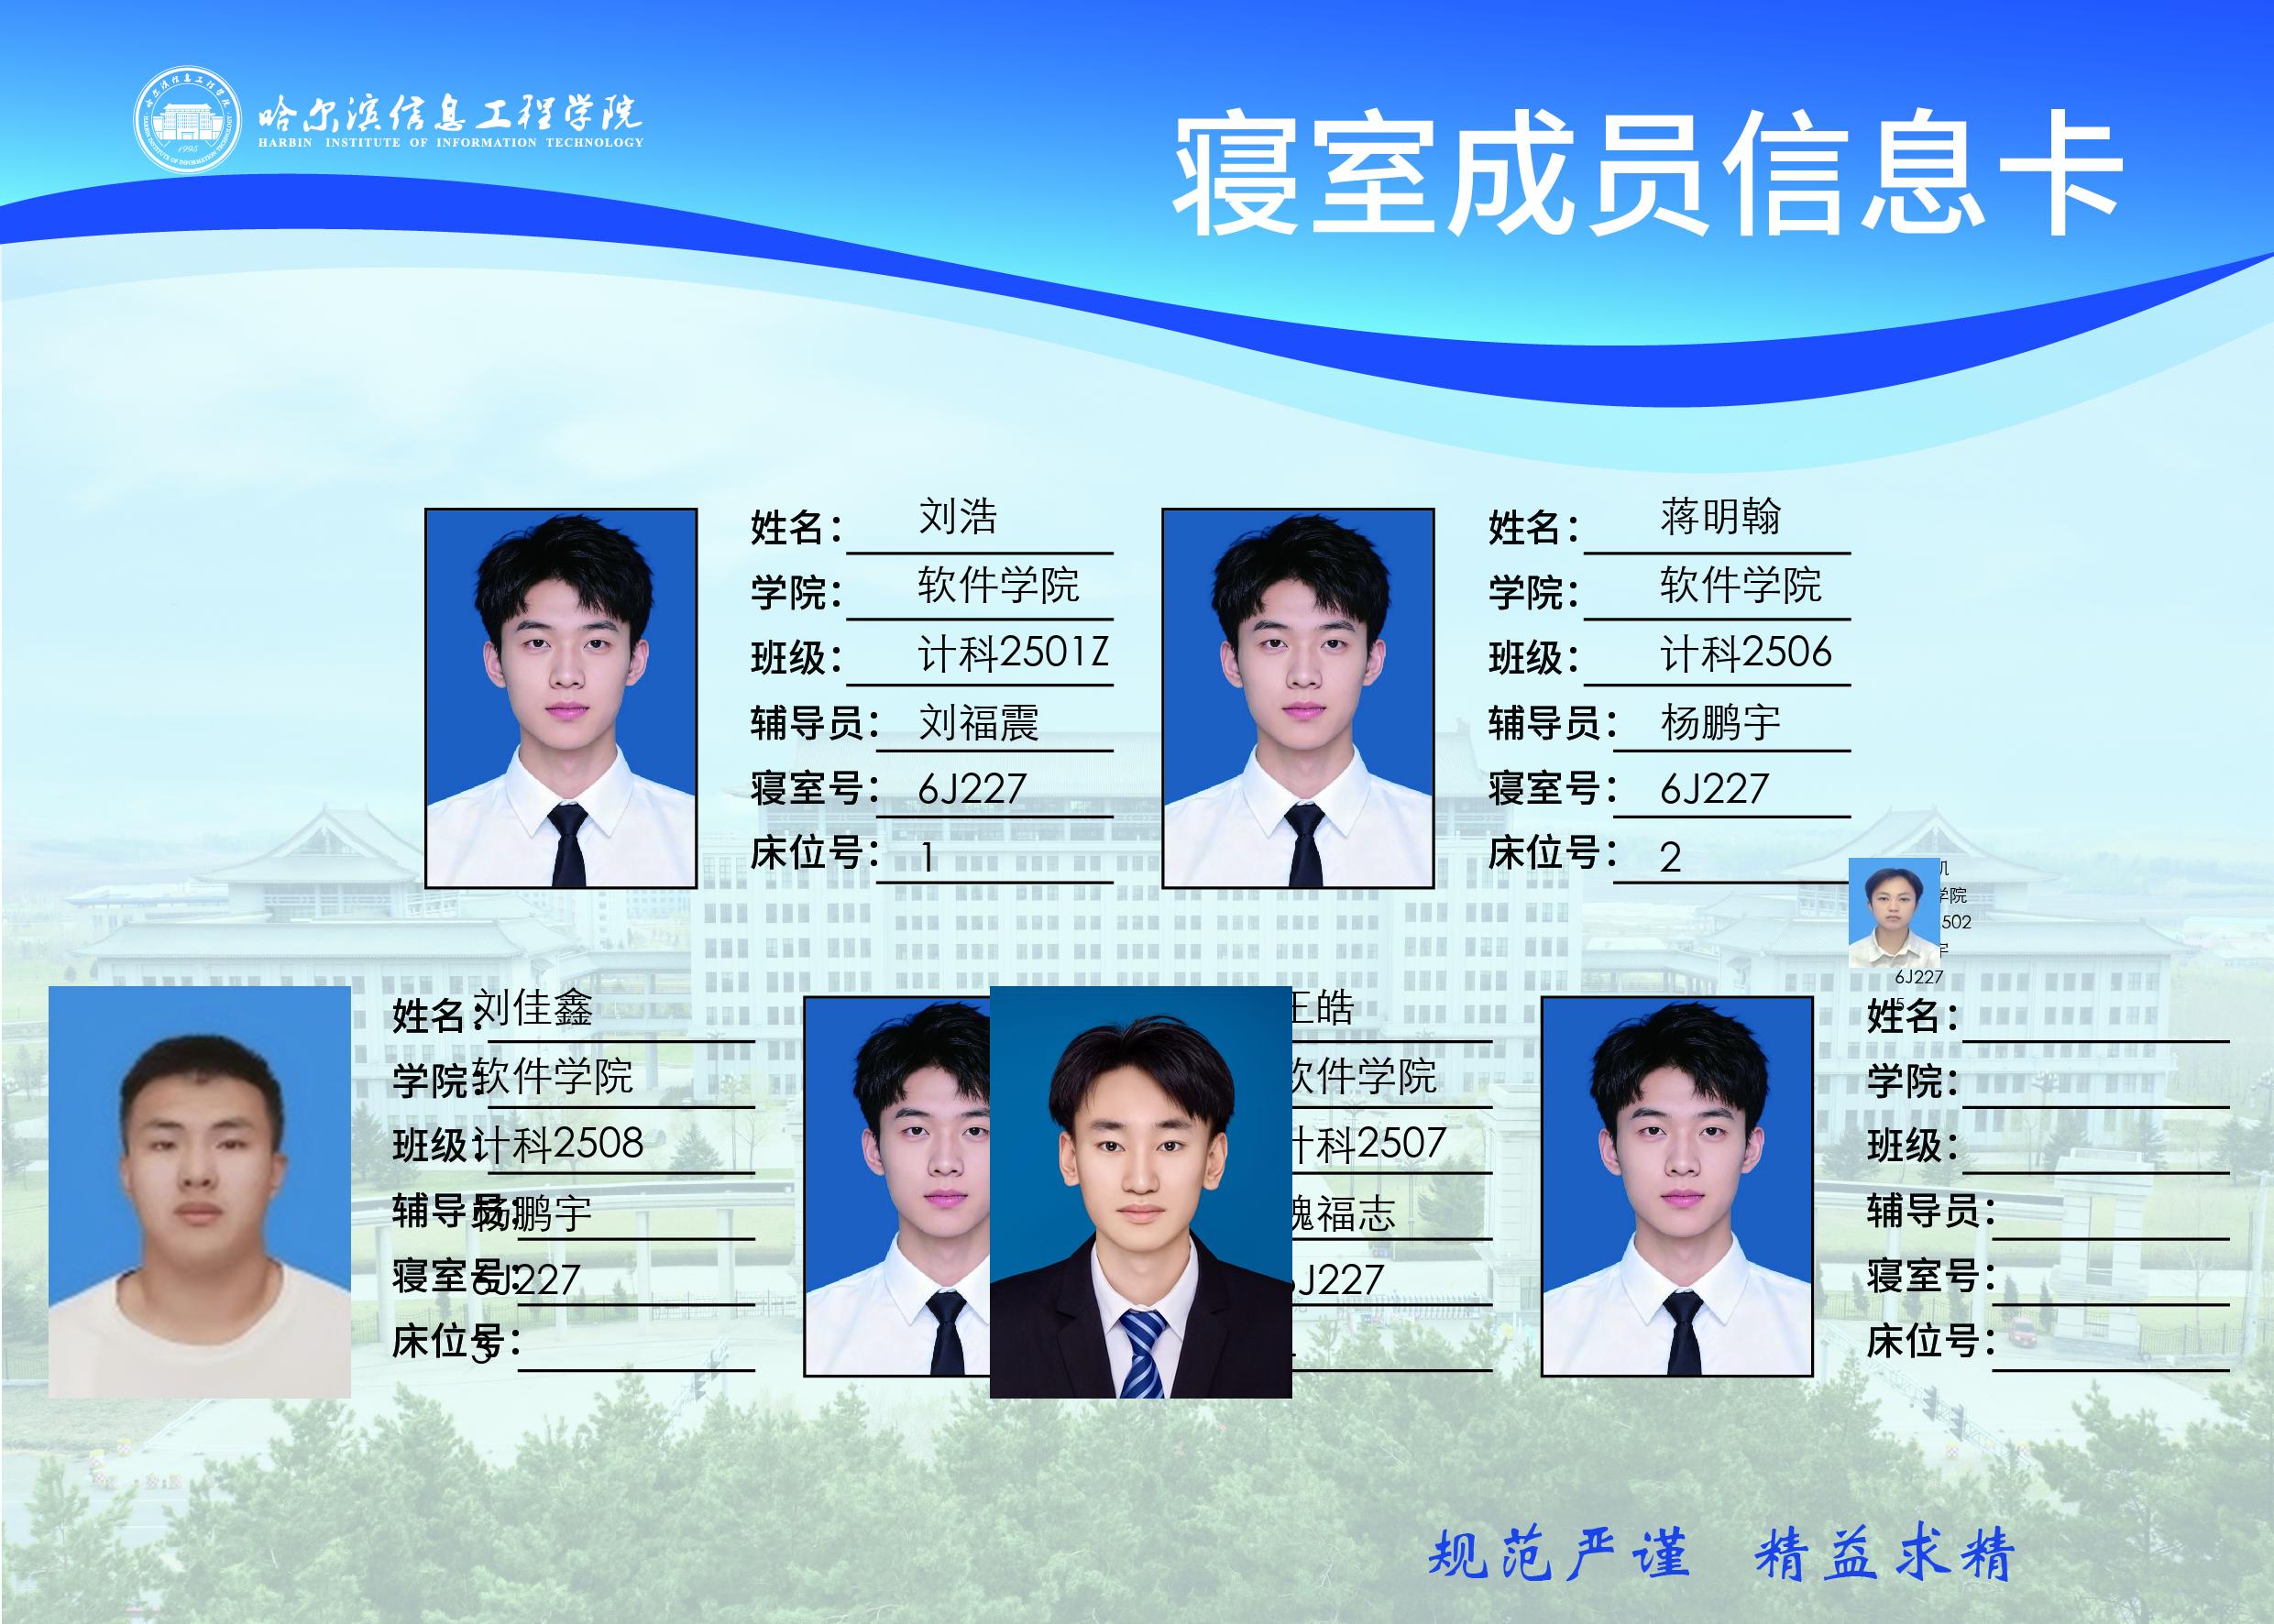 哈尔滨信息工程学院
HARBIN INSTITUTE OF INFORMATION TECHNOLOGY
1995
寝室成员信息卡
姓名： 刘浩
学院： 软件学院
班级： 计科2501Z
辅导员： 刘福震
寝室号： 6J227
床位号： 1
姓名： 蒋明翰
学院： 软件学院
班级： 计科2506
辅导员： 杨鹏宇
寝室号： 6J227
床位号： 2
学院
502
6J227
姓名：刘佳鑫
学院：软件学院
班级：计科2508
辅导员：杨鹏宇
寝室号：6J227
床位号：3
王皓
软件学院
计科2507
魏福志
6J227
姓名：
学院：
班级：
辅导员：
寝室号：
床位号：
规范严谨 精益求精